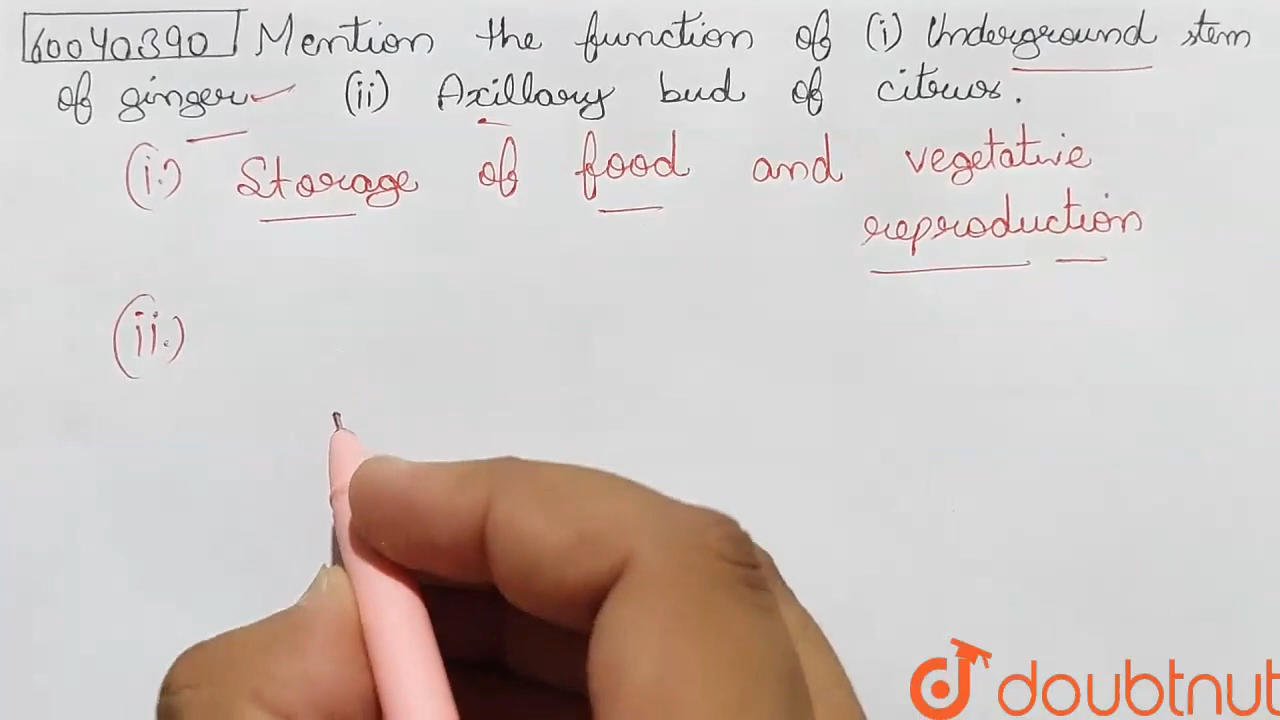 60040390 Mention the function of (i) Underground stem
of ginger (ii) Axillary bud of citrus.
(i.) Storage of food and vegetative
reproduction
(ii.)
doubtnut